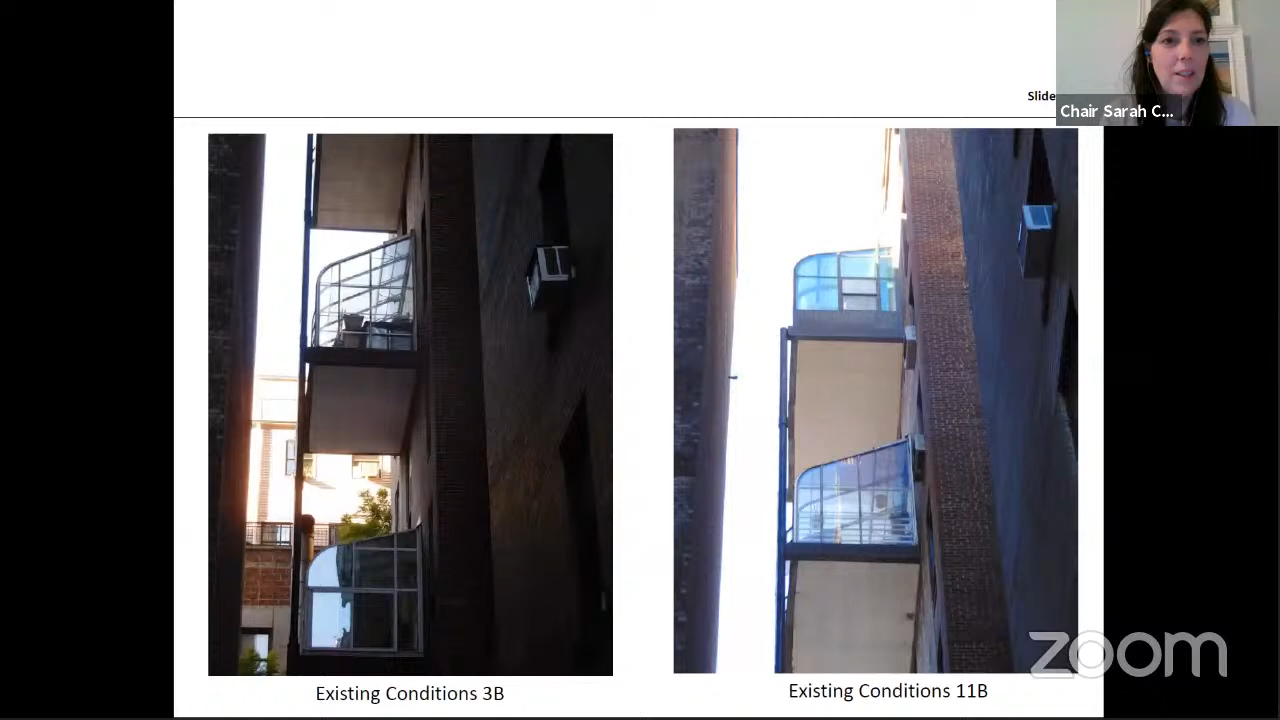 Slide
Chair Sarah C...
Existing Conditions 3B
Existing Conditions 11B
zoom